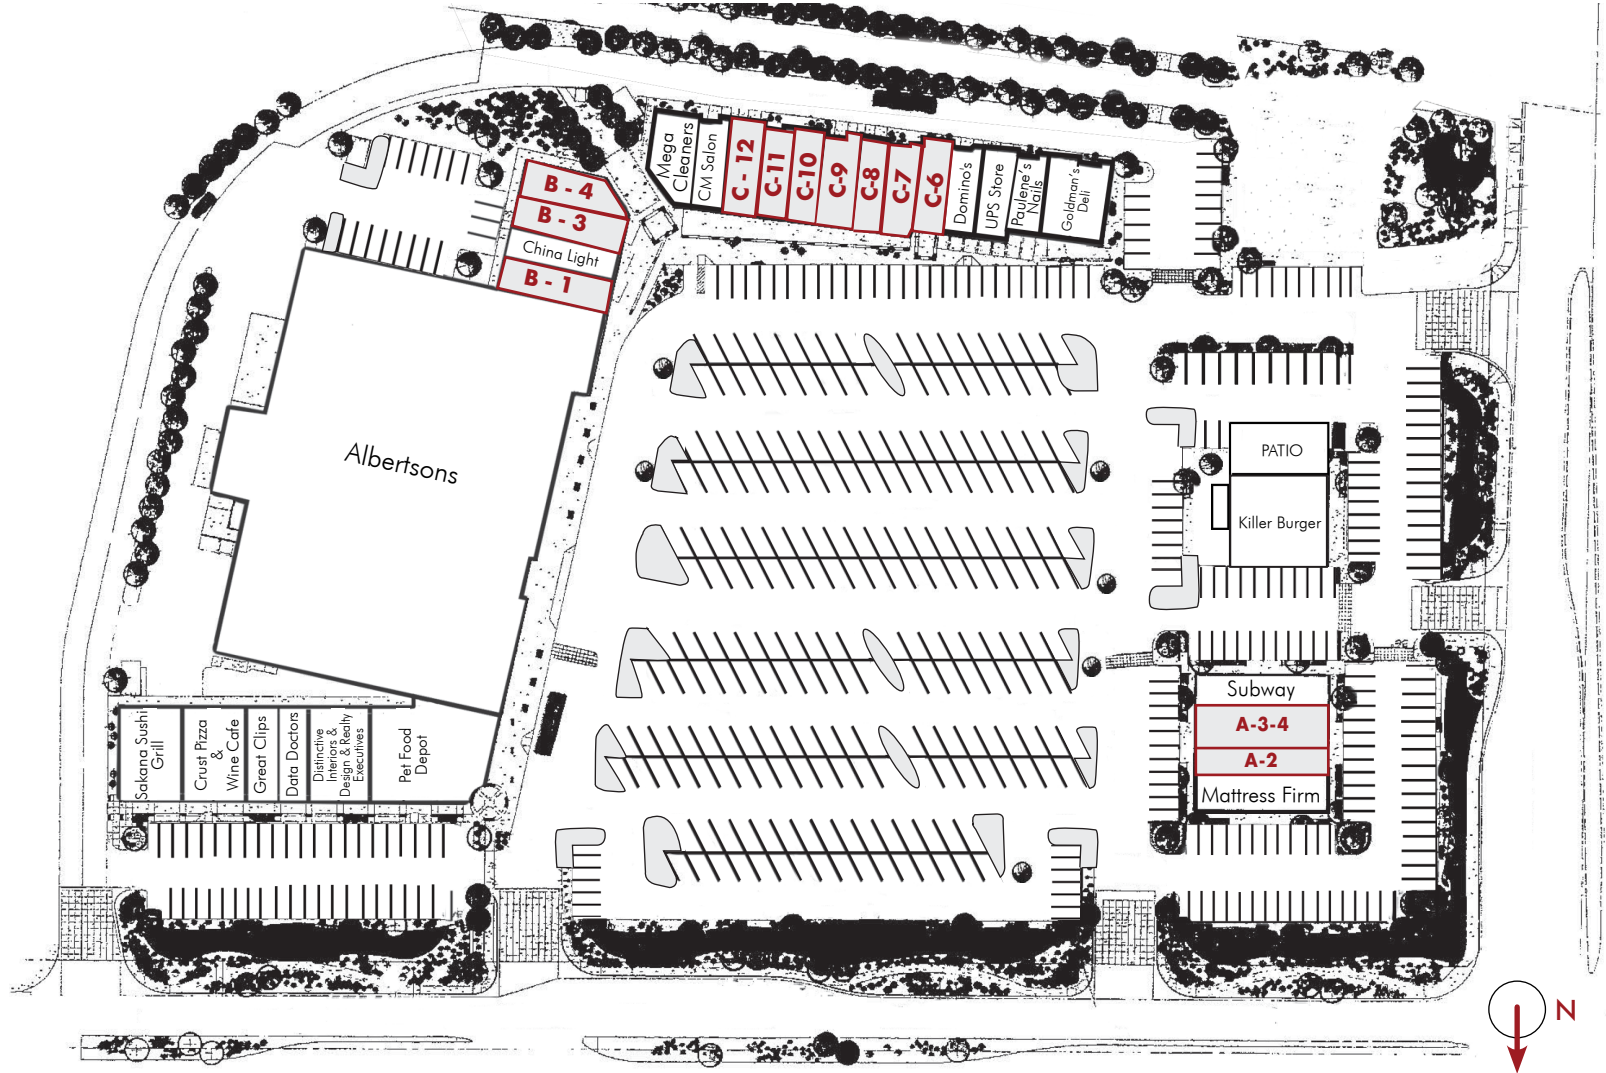 Mega
Cleaners
CM Salon
C - 12
C-11
C-10
C-9
C-8
C-7
C-6
Domino's
UPS Store
Paulene's
Nails
Goldman's
Deli
B - 4
B - 3
China Light
B - 1
Albertsons
PATIO
Killer Burger
Subway
A-3-4
A-2
Mattress Firm
Sakana Sushi
Grill
Crust Pizza
&
Wine Cafe
Great Clips
Data Doctors
Distinctive
Interiors &
Design & Realty
Executives
Pet Food
Depot
N